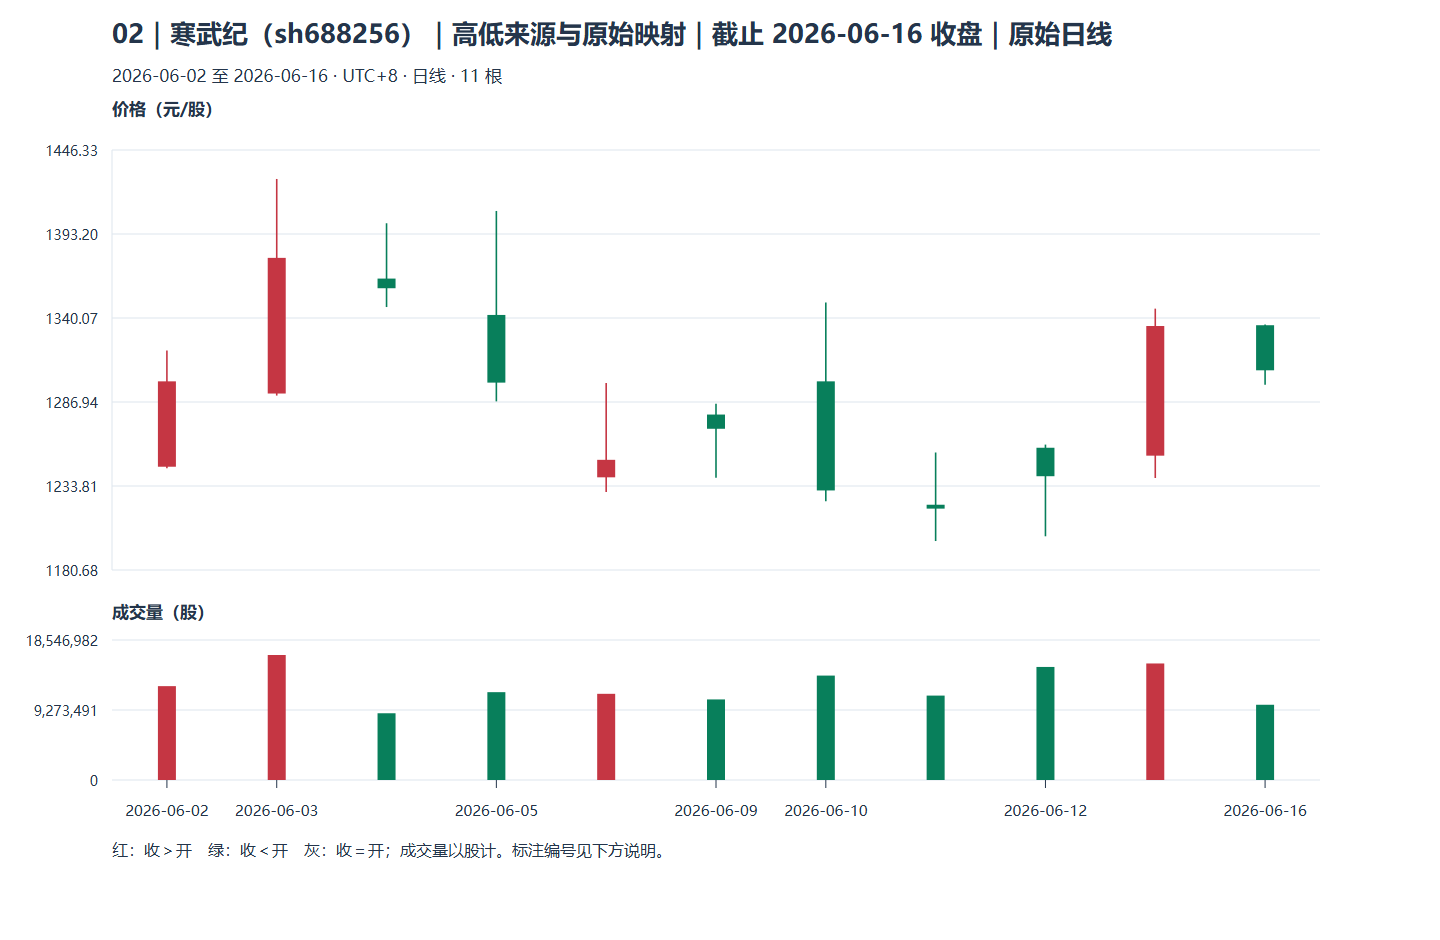 02｜寒武纪（sh688256）｜高低来源与原始映射｜截止 2026-06-16 收盘｜原始日线
2026-06-02 至 2026-06-16 · UTC+8 · 日线 · 11 根
价格（元/股）
1446.33
1393.20
1340.07
1286.94
1233.81
1180.68
成交量（股）
18,546,982
9,273,491
0
2026-06-02 2026-06-03 2026-06-05 2026-06-09 2026-06-10 2026-06-12 2026-06-16
红：收 > 开　绿：收 < 开　灰：收 = 开；成交量以股计。标注编号见下方说明。